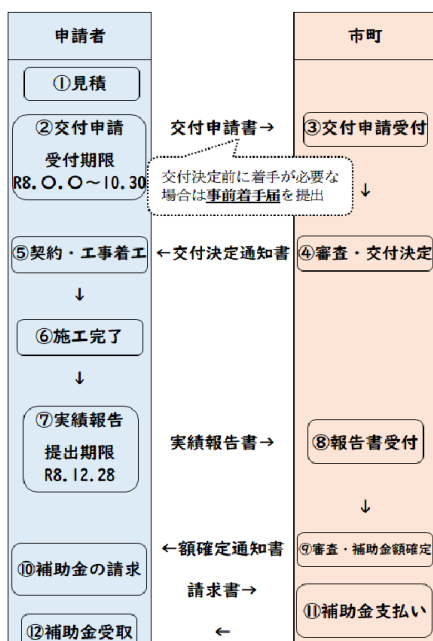 申請者
市町
①見積
②交付申請
受付期限
R8.〇.〇～10.30
交付申請書→
③交付申請受付
交付決定前に着手が必要な
場合は事前着手届を提出
↓
⑤契約・工事着工
←交付決定通知書
④審査・交付決定
↓
⑥施工完了
↓
⑦実績報告
提出期限
R8.12.28
実績報告書→
⑧報告書受付
↓
←額確定通知書
⑨審査・補助金額確定
⑩補助金の請求
請求書→
⑪補助金支払い
⑫補助金受取
←